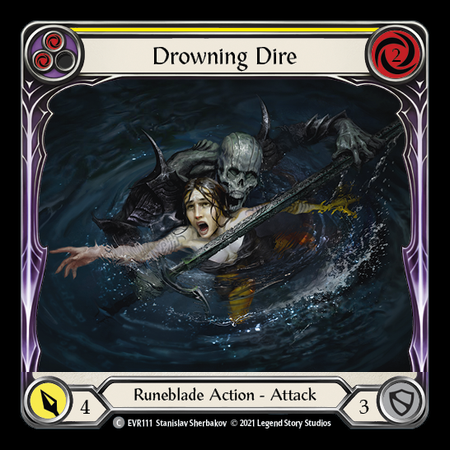 Drowning Dire
2
Runeblade Action - Attack
4
3
C EVR111 Stanislav Sherbakov © 2021 Legend Story Studios